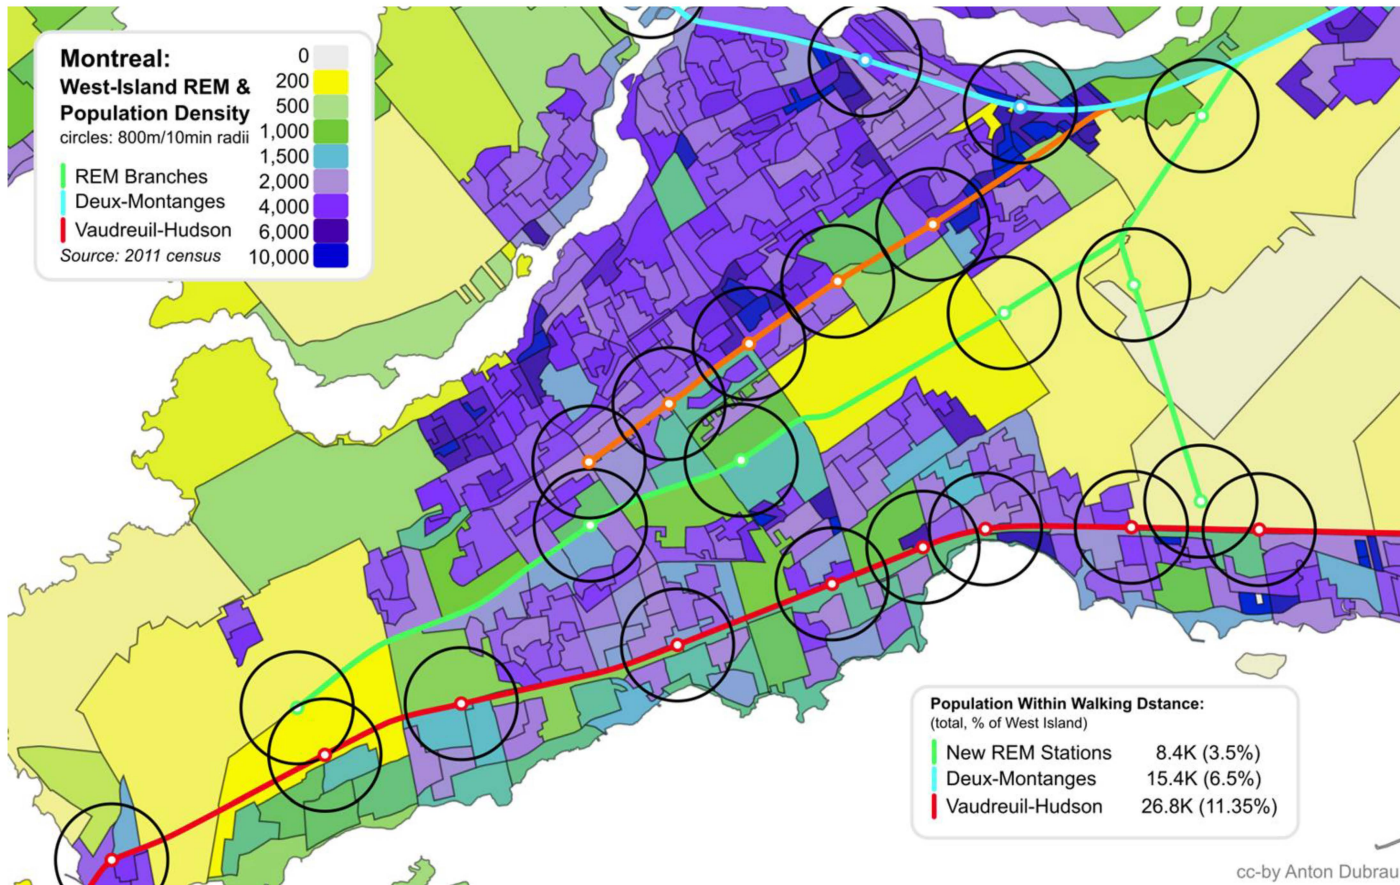 Montreal:
West-Island REM &
Population Density
circles: 800m/10min radii
REM Branches
Deux-Montanges
Vaudreuil-Hudson
Source: 2011 census
0
200
500
1,000
1,500
2,000
4,000
6,000
10,000
Population Within Walking Dstance:
(total, % of West Island)
New REM Stations 8.4K (3.5%)
Deux-Montanges 15.4K (6.5%)
Vaudreuil-Hudson 26.8K (11.35%)
cc-by Anton Dubrau